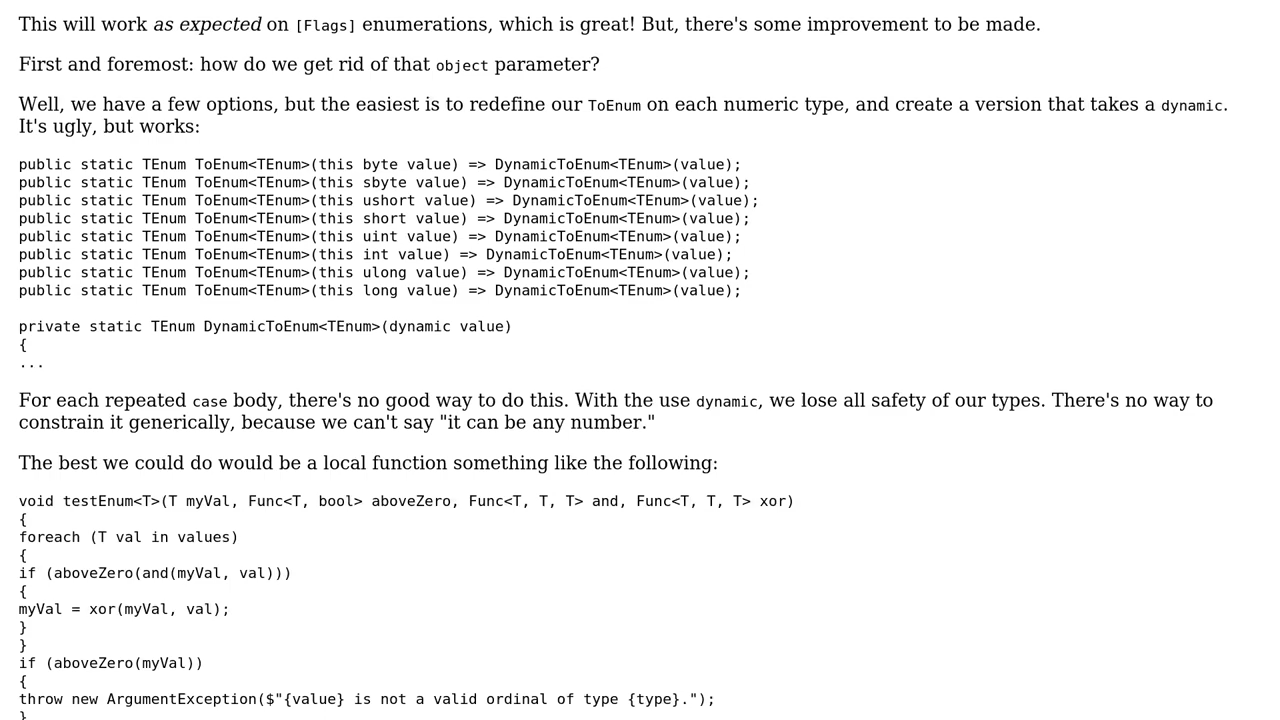 This will work as expected on [Flags] enumerations, which is great! But, there's some improvement to be made.
First and foremost: how do we get rid of that object parameter?
Well, we have a few options, but the easiest is to redefine our ToEnum on each numeric type, and create a version that takes a dynamic.
It's ugly, but works:
public static TEnum ToEnum<TEnum>(this byte value) => DynamicToEnum<TEnum>(value);
public static TEnum ToEnum<TEnum>(this sbyte value) => DynamicToEnum<TEnum>(value);
public static TEnum ToEnum<TEnum>(this ushort value) => DynamicToEnum<TEnum>(value);
public static TEnum ToEnum<TEnum>(this short value) => DynamicToEnum<TEnum>(value);
public static TEnum ToEnum<TEnum>(this uint value) => DynamicToEnum<TEnum>(value);
public static TEnum ToEnum<TEnum>(this int value) => DynamicToEnum<TEnum>(value);
public static TEnum ToEnum<TEnum>(this ulong value) => DynamicToEnum<TEnum>(value);
public static TEnum ToEnum<TEnum>(this long value) => DynamicToEnum<TEnum>(value);
private static TEnum DynamicToEnum<TEnum>(dynamic value)
{
...
For each repeated case body, there's no good way to do this. With the use dynamic, we lose all safety of our types. There's no way to
constrain it generically, because we can't say "it can be any number."
The best we could do would be a local function something like the following:
void testEnum<T>(T myVal, Func<T, bool> aboveZero, Func<T, T, T> and, Func<T, T, T> xor)
{
foreach (T val in values)
{
if (aboveZero(and(myVal, val)))
{
myVal = xor(myVal, val);
}
}
if (aboveZero(myVal))
{
throw new ArgumentException($"{value} is not a valid ordinal of type {type}.");
}